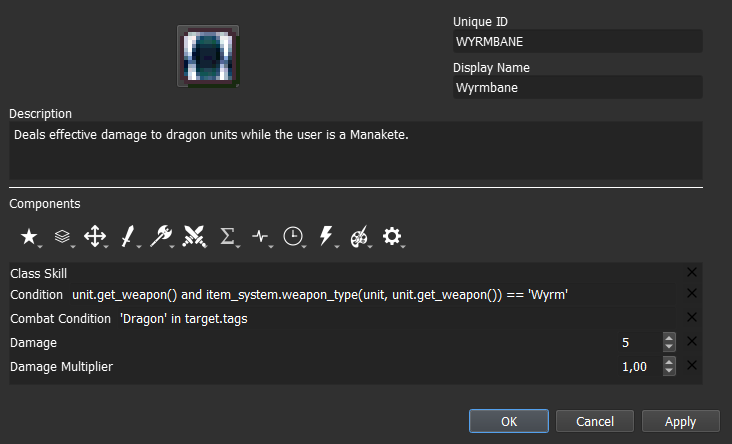 Unique ID
WYRMBANE
Display Name
Wyrmbane
Description
Deals effective damage to dragon units while the user is a Manakete.
Components
Class Skill
Condition unit.get_weapon() and item_system.weapon_type(unit, unit.get_weapon()) == 'Wyrm'
Combat Condition 'Dragon' in target.tags
Damage 5
Damage Multiplier 1,00
OK Cancel Apply